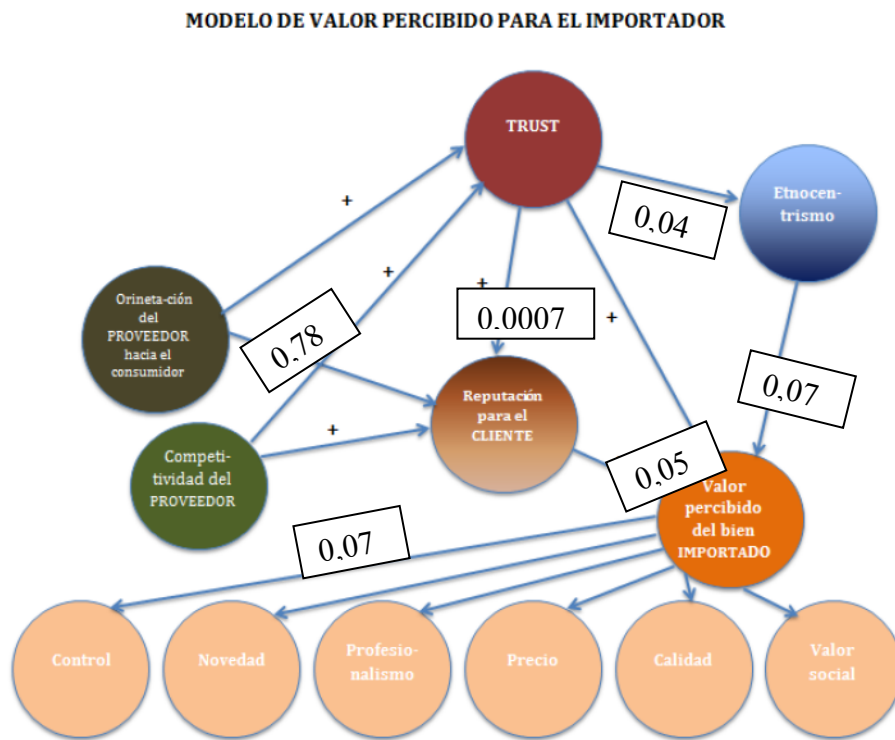 MODELO DE VALOR PERCIBIDO PARA EL IMPORTADOR
TRUST
Etnocen-
trismo
0,04
+
+
+
0,0007
+
Orineta-ción
del
PROVEEDOR
hacia el
consumidor
0,78
0,07
Reputación
para el
CLIENTE
+
Competi-
tividad del
PROVEEDOR
0,05
Valor
percibido
del bien
IMPORTADO
0,07
Control
Novedad
Profesio-
nalismo
Precio
Calidad
Valor
social